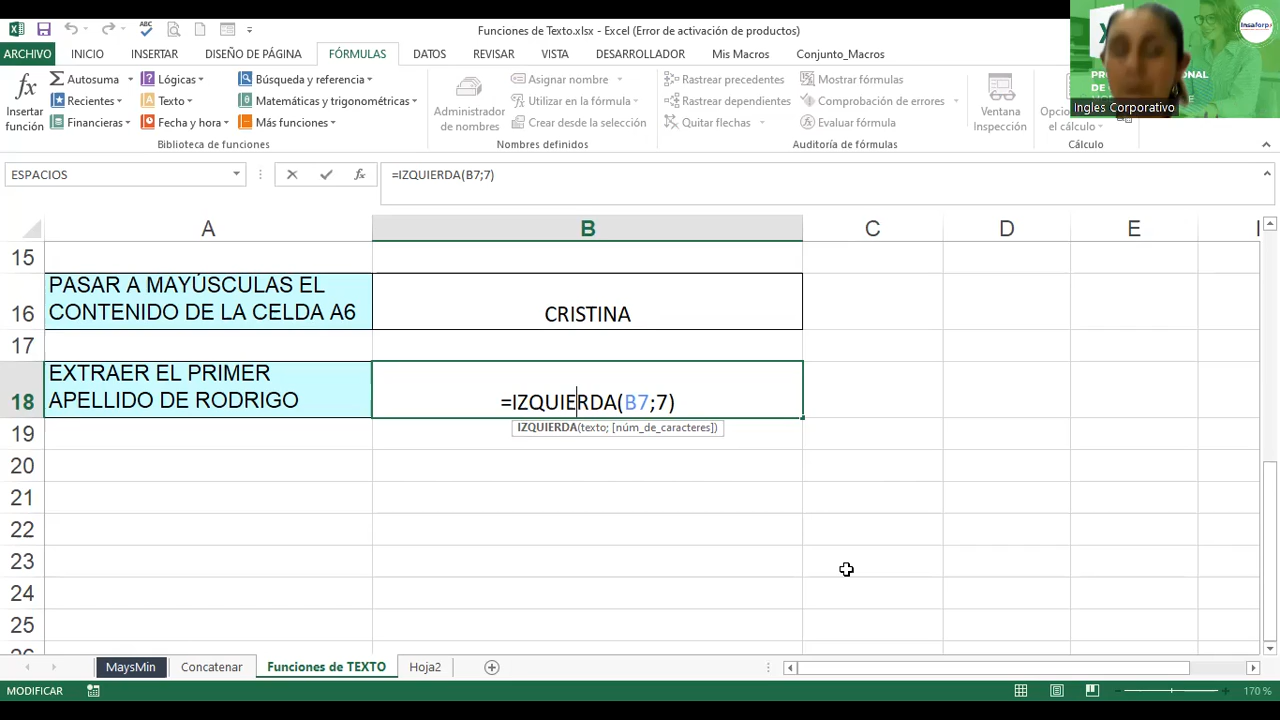 Funciones de Texto.xlsx - Excel (Error de activación de productos)
ARCHIVO INICIO INSERTAR DISEÑO DE PÁGINA FÓRMULAS DATOS REVISAR VISTA DESARROLLADOR Mis Macros Conjunto_Macros
Insertar función
Autosuma
Recientes
Financieras
Lógicas
Texto
Fecha y hora
Búsqueda y referencia
Matemáticas y trigonométricas
Más funciones
Biblioteca de funciones
Administrador de nombres
Asignar nombre
Utilizar en la fórmula
Crear desde la selección
Nombres definidos
Rastrear precedentes
Rastrear dependientes
Quitar flechas
Mostrar fórmulas
Comprobación de errores
Evaluar fórmula
Auditoría de fórmulas
Ventana Inspección
el cálculo
Cálculo
Insaforp
Ingles Corporativo
ESPACIOS
fx
=IZQUIERDA(B7;7)
A B C D E
15
16 PASAR A MAYÚSCULAS EL
CONTENIDO DE LA CELDA A6
CRISTINA
17
18 EXTRAER EL PRIMER
APELLIDO DE RODRIGO
=IZQUIERDA(B7;7)
IZQUIERDA(texto; [núm_de_caracteres])
19
20
21
22
23
24
25
MaysMin Concatenar Funciones de TEXTO Hoja2
MODIFICAR
170 %